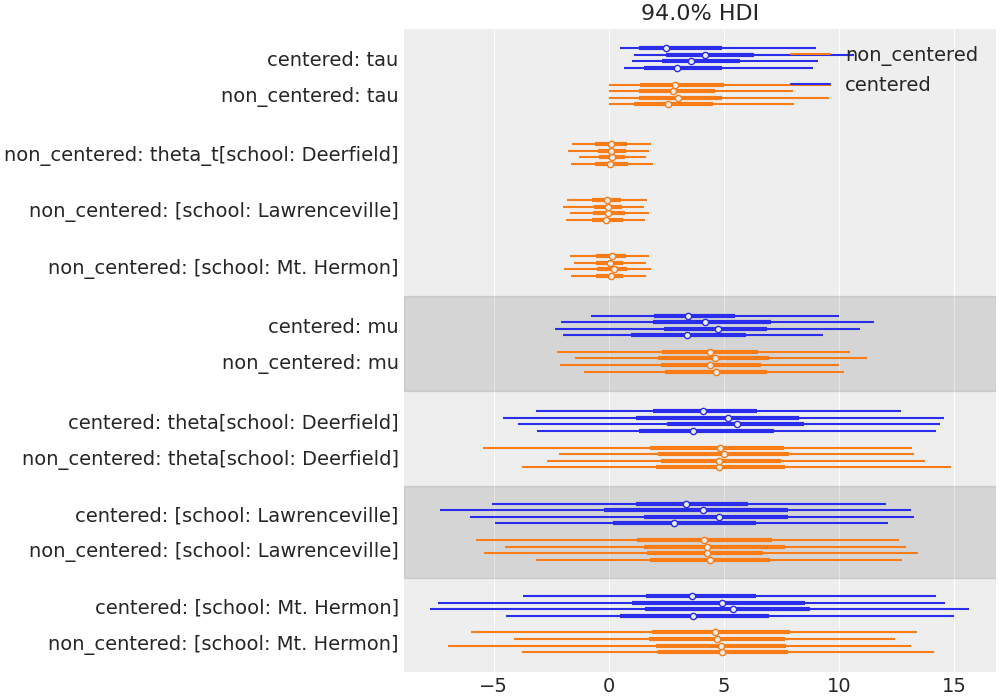 94.0% HDI
centered: tau
non_centered: tau
non_centered
centered
non_centered: theta_t[school: Deerfield]
non_centered: [school: Lawrenceville]
non_centered: [school: Mt. Hermon]
centered: mu
non_centered: mu
centered: theta[school: Deerfield]
non_centered: theta[school: Deerfield]
centered: [school: Lawrenceville]
non_centered: [school: Lawrenceville]
centered: [school: Mt. Hermon]
non_centered: [school: Mt. Hermon]
−5 0 5 10 15